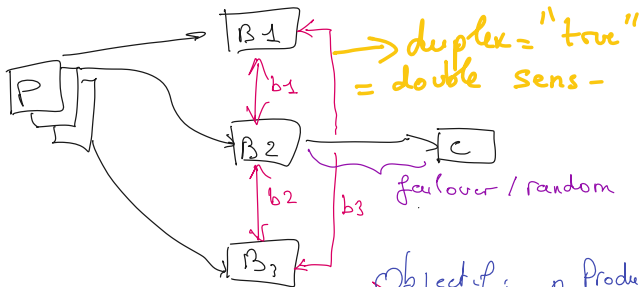 B1
duplex = "true"
= double sens -
P
b1
B2
C
failover / random
b2
b3
B3
Objectif : n Produ